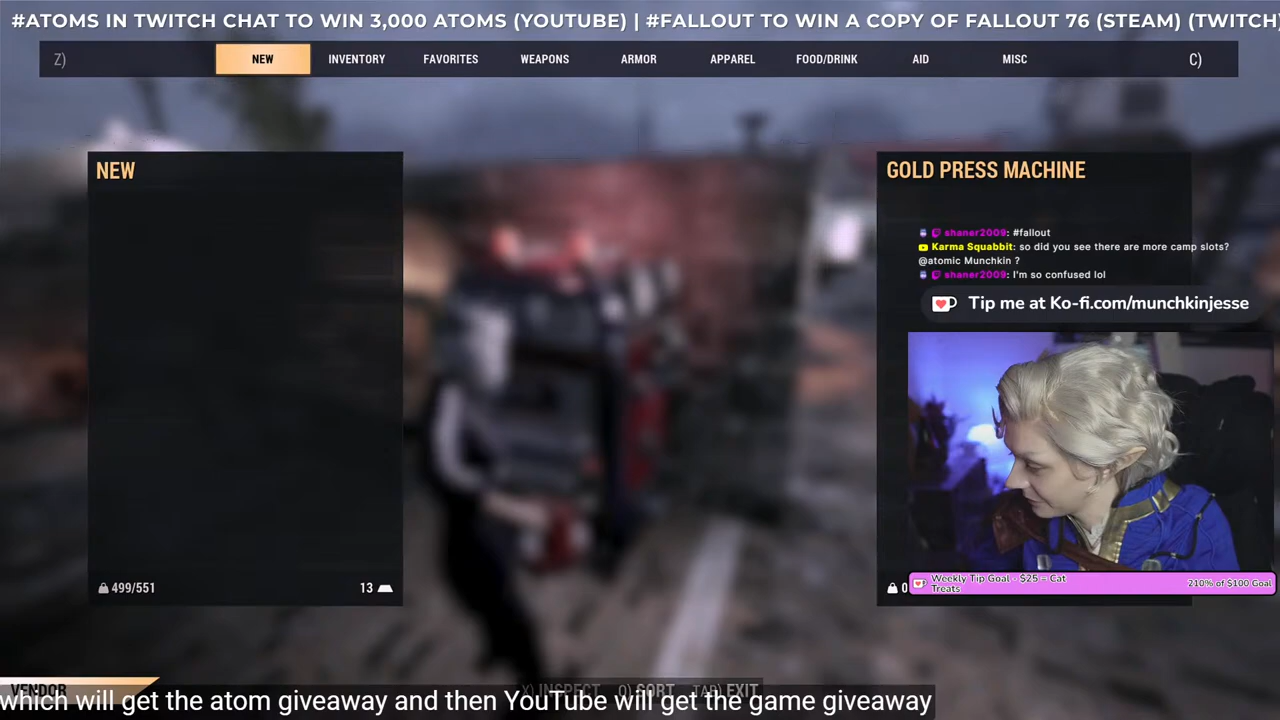 #ATOMS IN TWITCH CHAT TO WIN 3,000 ATOMS (YOUTUBE) | #FALLOUT TO WIN A COPY OF FALLOUT 76 (STEAM) (TWITCH)
Z) NEW INVENTORY FAVORITES WEAPONS ARMOR APPAREL FOOD/DRINK AID MISC C)
NEW
GOLD PRESS MACHINE
shaner2009: #fallout
Karma Squabbit: so did you see there are more camp slots?
@atomic Munchkin ?
shaner2009: I'm so confused lol
Tip me at Ko-fi.com/munchkinjesse
Weekly Tip Goal - $25 = Cat
Treats
210% of $100 Goal
499/551
13
0
VENDOR
X) INSPECT Q) SORT TAB) EXIT
which will get the atom giveaway and then YouTube will get the game giveaway